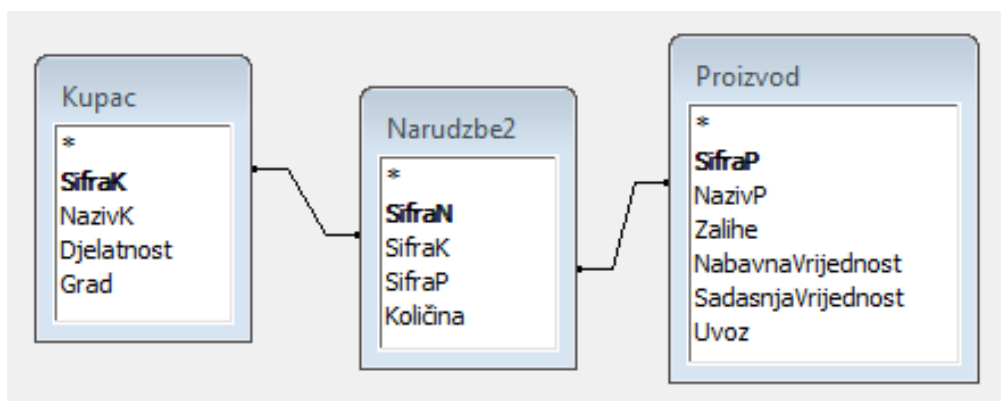 Kupac
*
SifraK
NazivK
Djelatnost
Grad
Narudzbe2
*
SifraN
SifraK
SifraP
Količina
Proizvod
*
SifraP
NazivP
Zalihe
NabavnaVrijednost
SadasnjaVrijednost
Uvoz